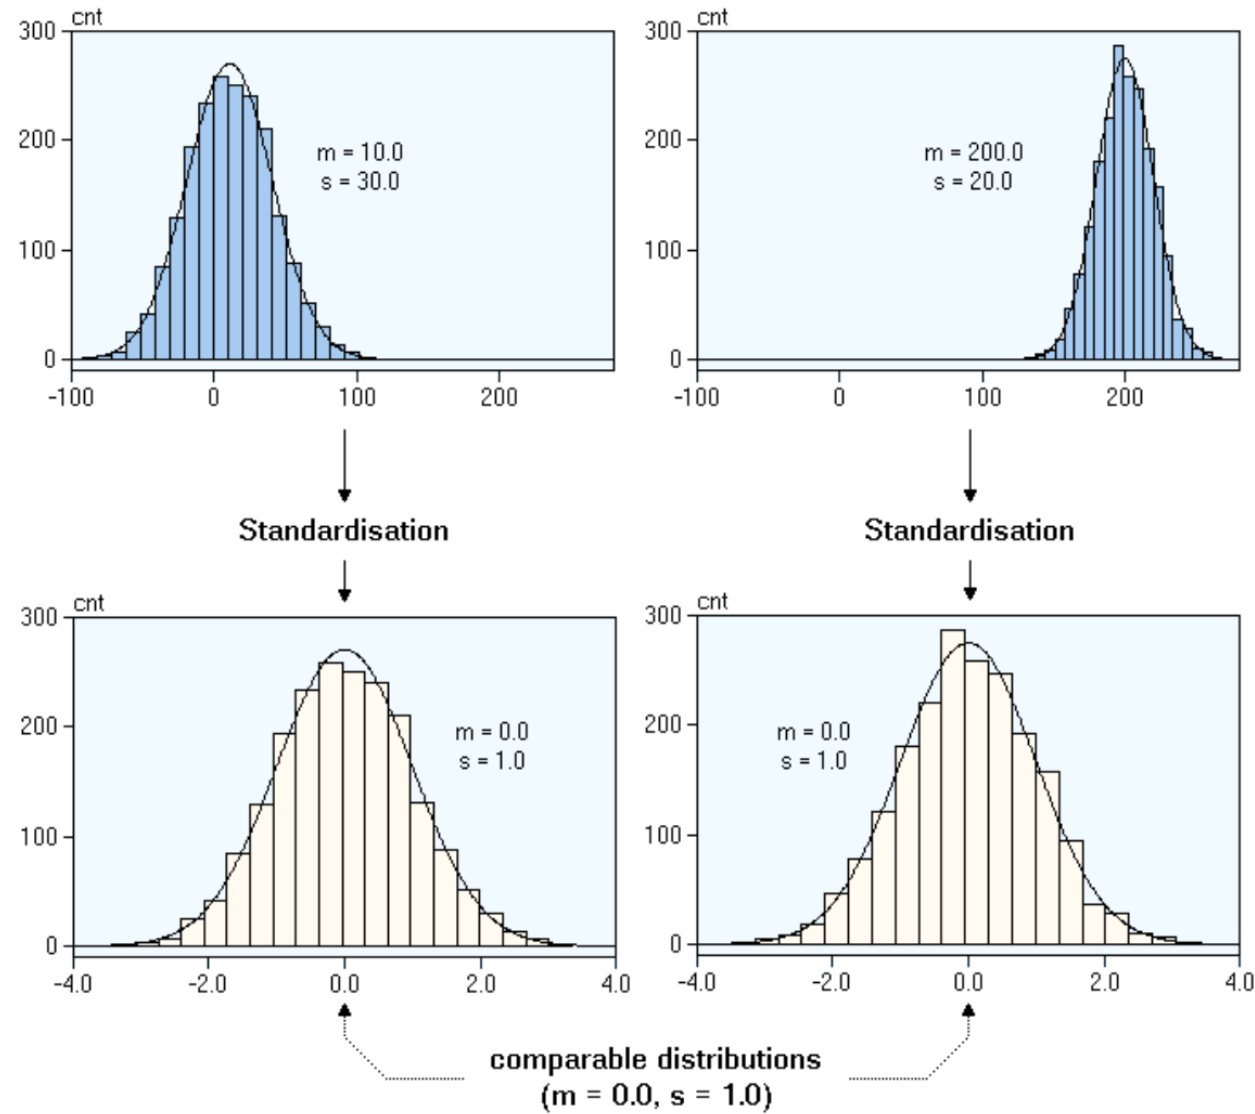 cnt
300
200
100
0
m = 10.0
s = 30.0
-100 0 100 200
cnt
300
200
100
0
m = 200.0
s = 20.0
-100 0 100 200
Standardisation
Standardisation
cnt
300
200
100
0
m = 0.0
s = 1.0
-4.0 -2.0 0.0 2.0 4.0
cnt
300
200
100
0
m = 0.0
s = 1.0
-4.0 -2.0 0.0 2.0 4.0
comparable distributions
(m = 0.0, s = 1.0)